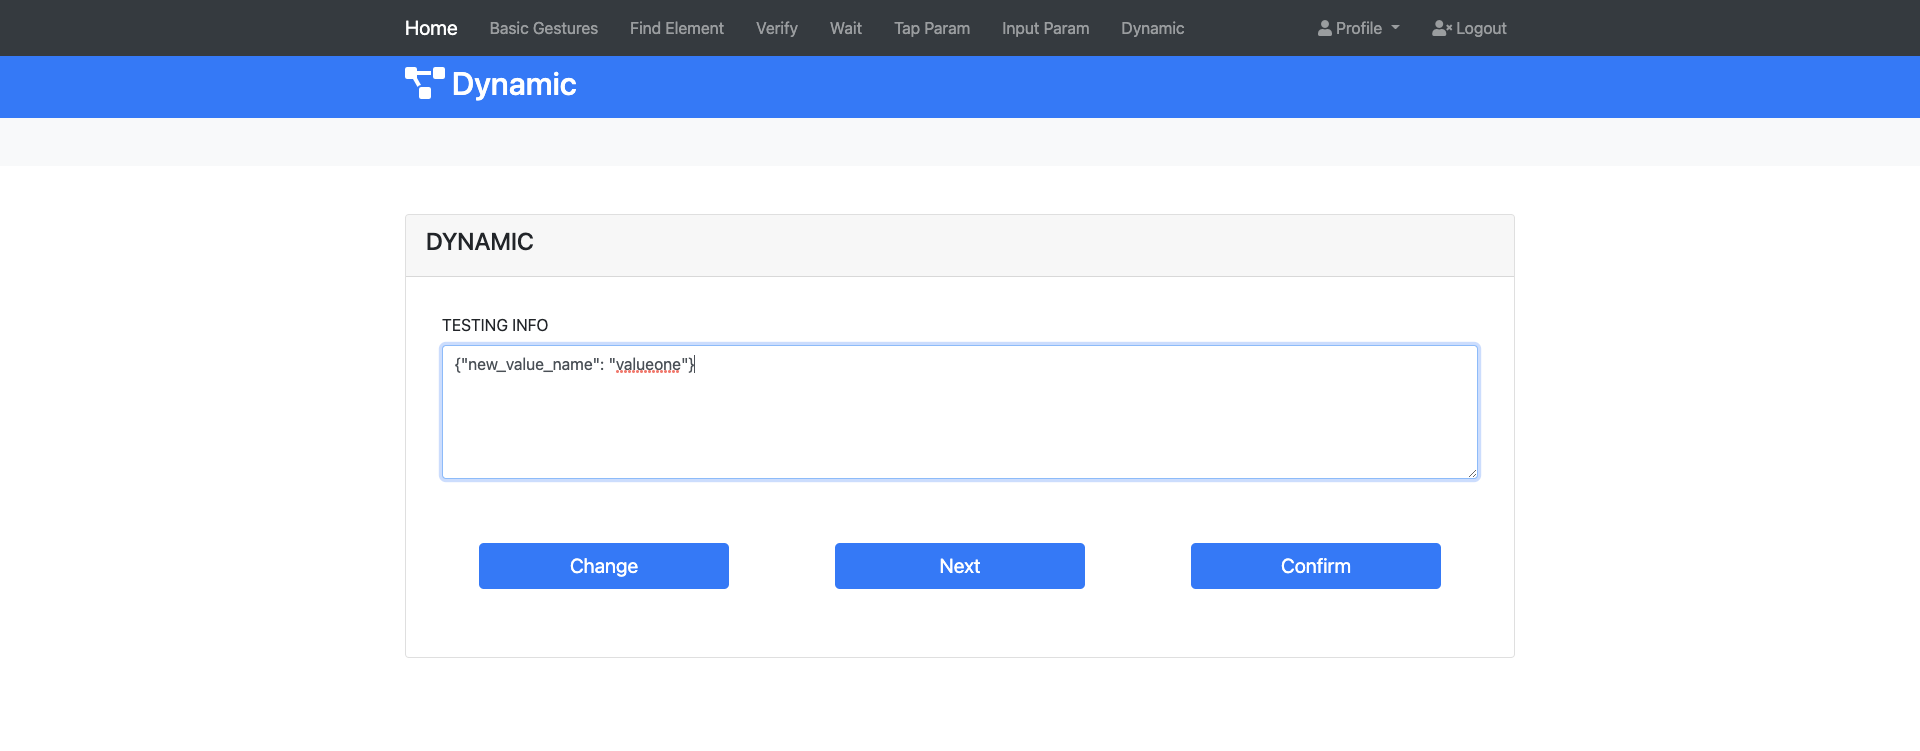 Home Basic Gestures Find Element Verify Wait Tap Param Input Param Dynamic Profile Logout
Dynamic
DYNAMIC
TESTING INFO
{"new_value_name": "valueone"}
Change Next Confirm